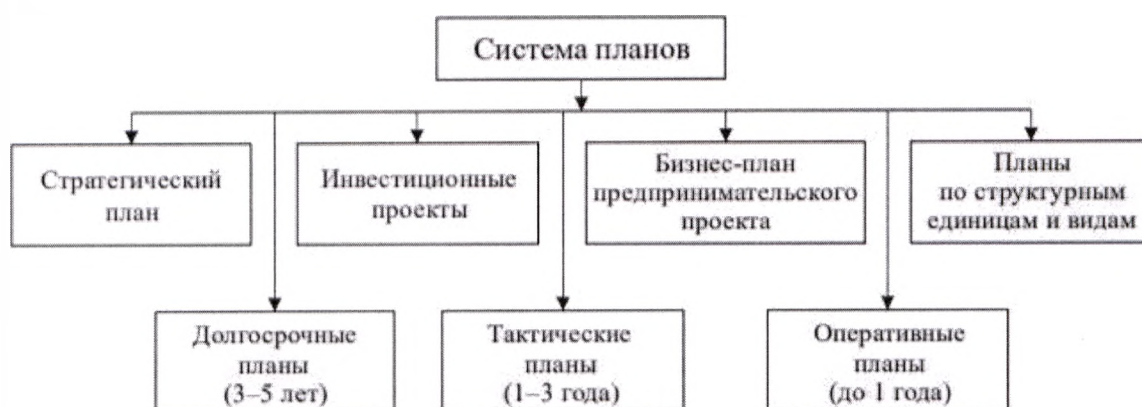 Система планов
Стратегический
план
Инвестиционные
проекты
Бизнес-план
предпринимательского
проекта
Планы
по структурным
единицам и видам
Долгосрочные
планы
(3–5 лет)
Тактические
планы
(1–3 года)
Оперативные
планы
(до 1 года)